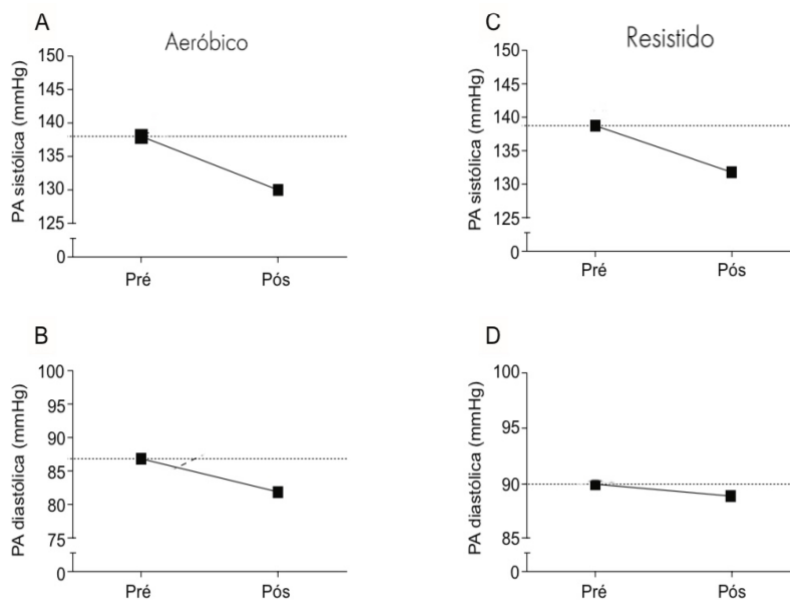 A
Aeróbico
PA sistólica (mmHg)
150
145
140
135
130
125
0
Pré
Pós
C
Resistido
PA sistólica (mmHg)
150
145
140
135
130
125
0
Pré
Pós
B
PA diastólica (mmHg)
100
95
90
85
80
75
0
Pré
Pós
D
PA diastólica (mmHg)
100
95
90
85
0
Pré
Pós